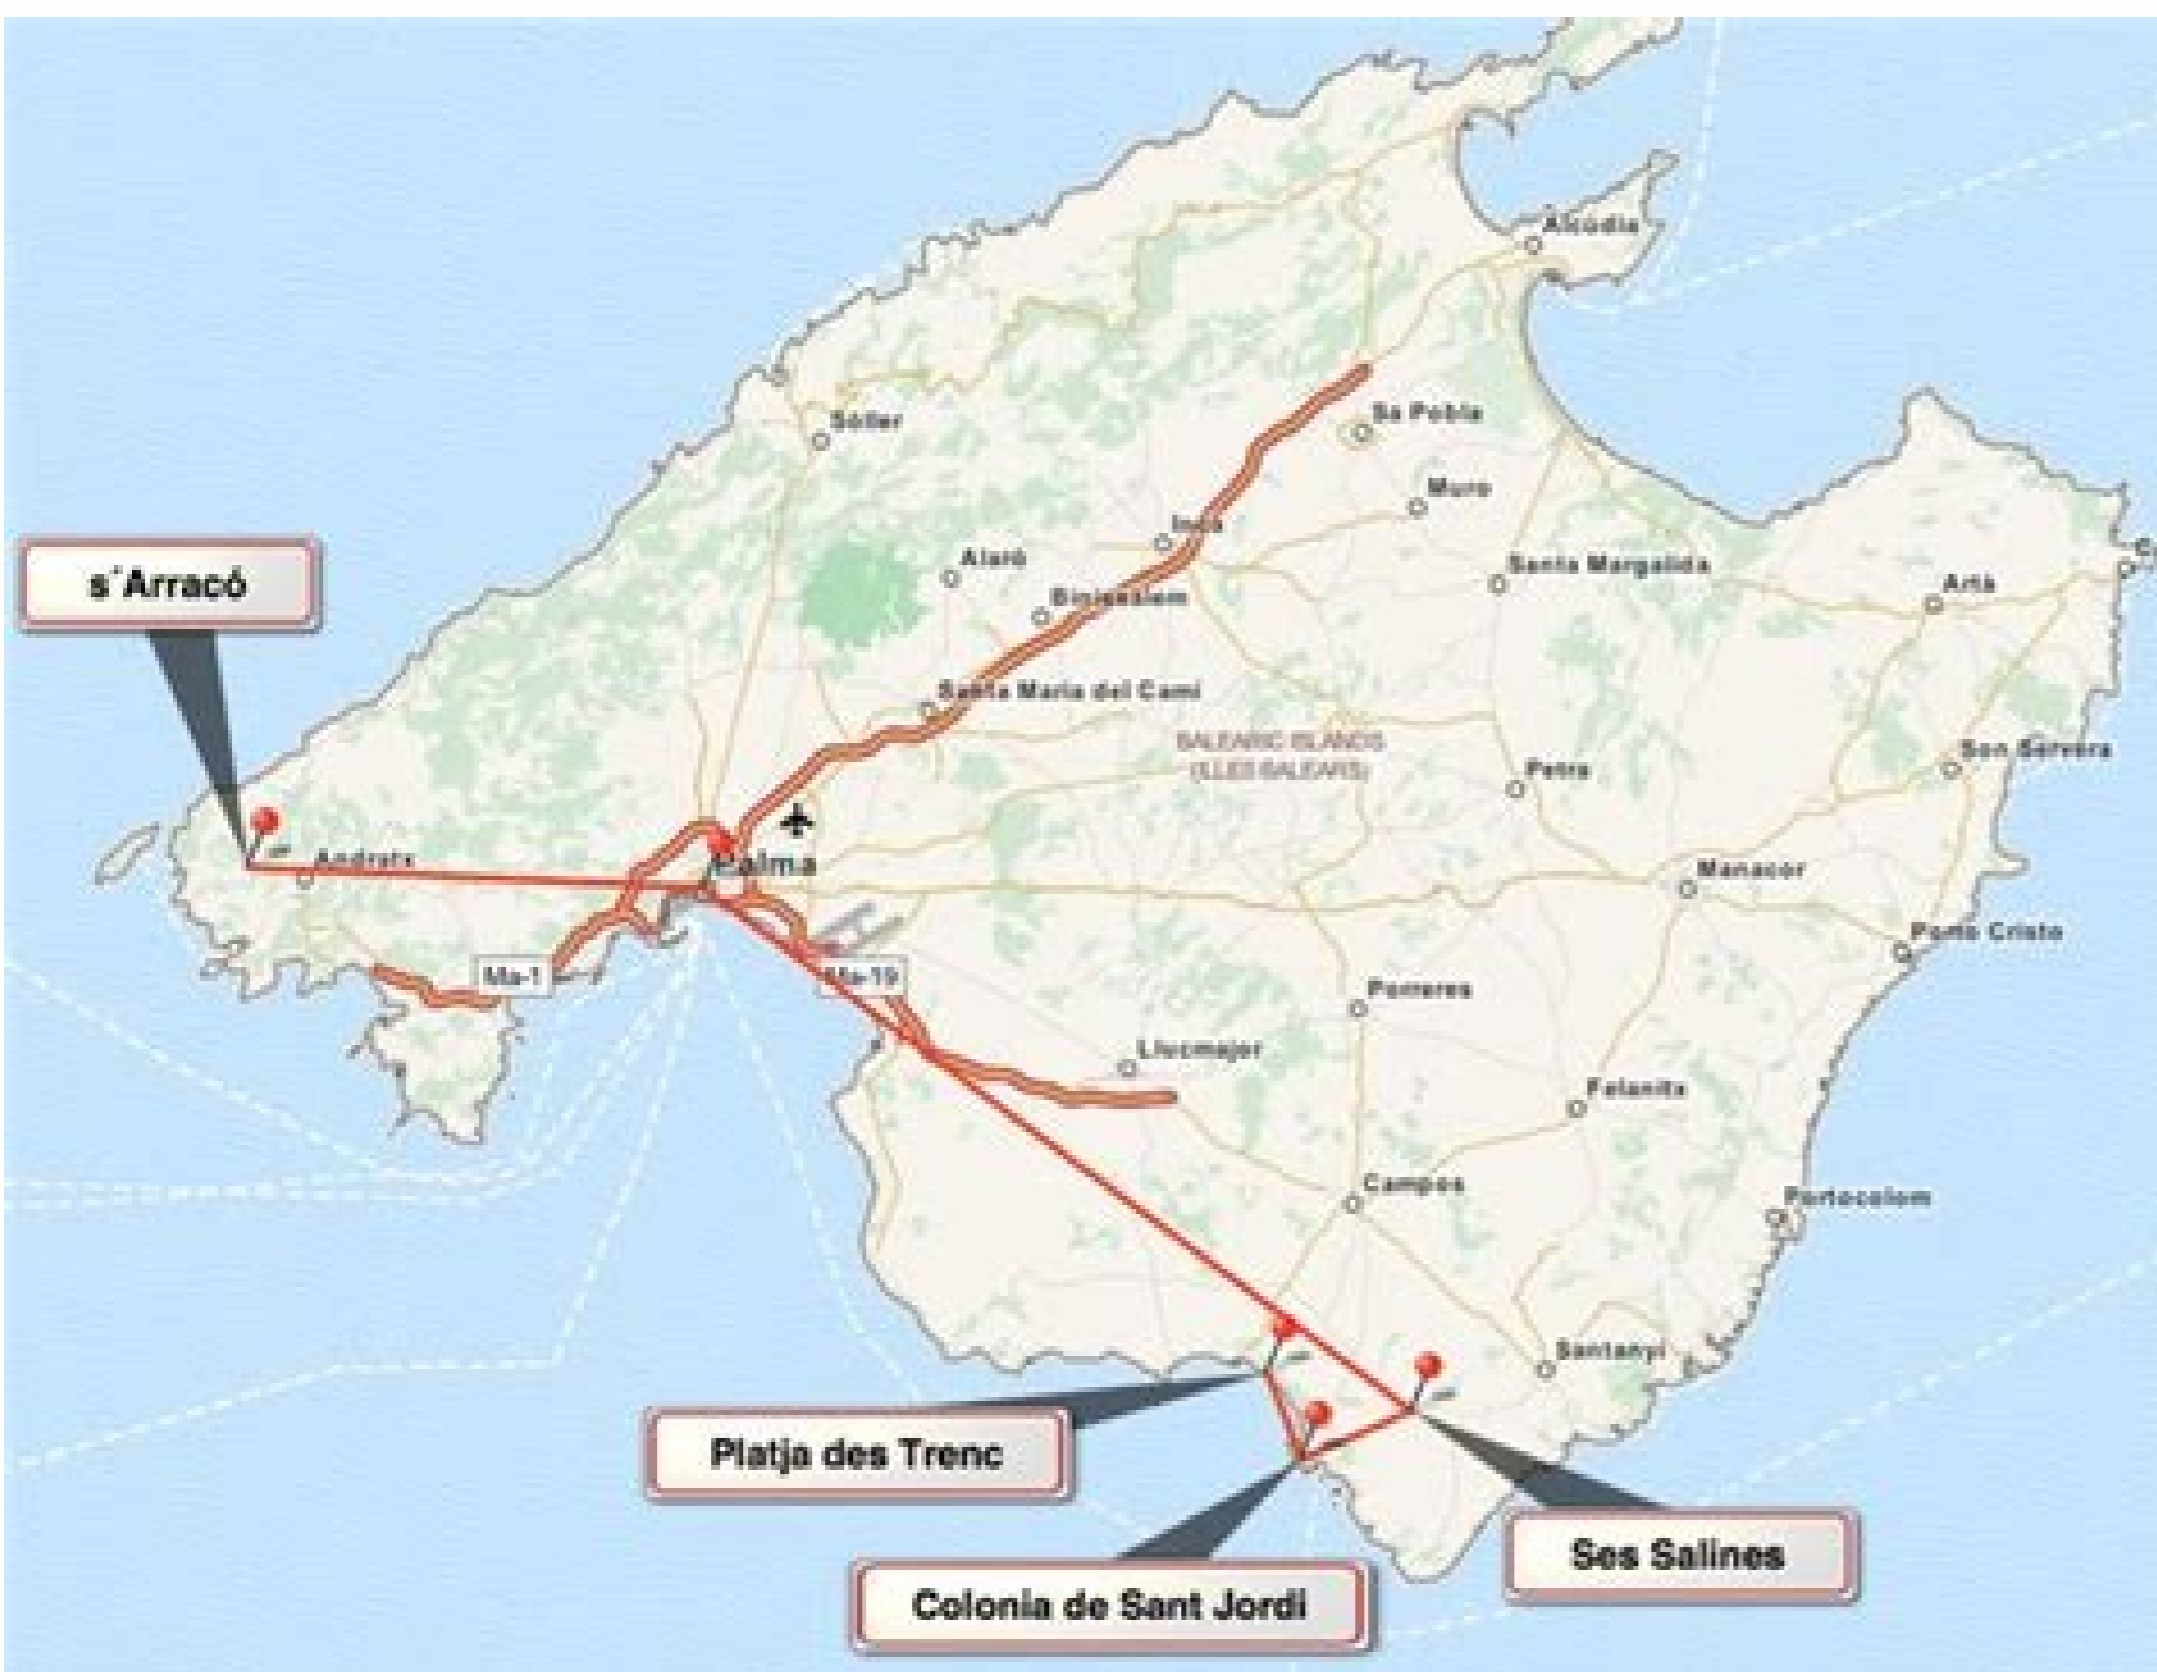 Alcúdia
Sóller
Sa Pobla
Muro
Inca
Alaró
Santa Margalida
Binissalem
Artà
s´Arracó
Santa Maria del Camí
BALEARIC ISLANDS
(ILLES BALEARS)
Son Servera
Petra
Andratx
Palma
Manacor
Porto Cristo
Ma-1
Ma-19
Porreres
Llucmajor
Felanitx
Campos
Portocolom
Santanyí
Platja des Trenc
Ses Salines
Colonia de Sant Jordi